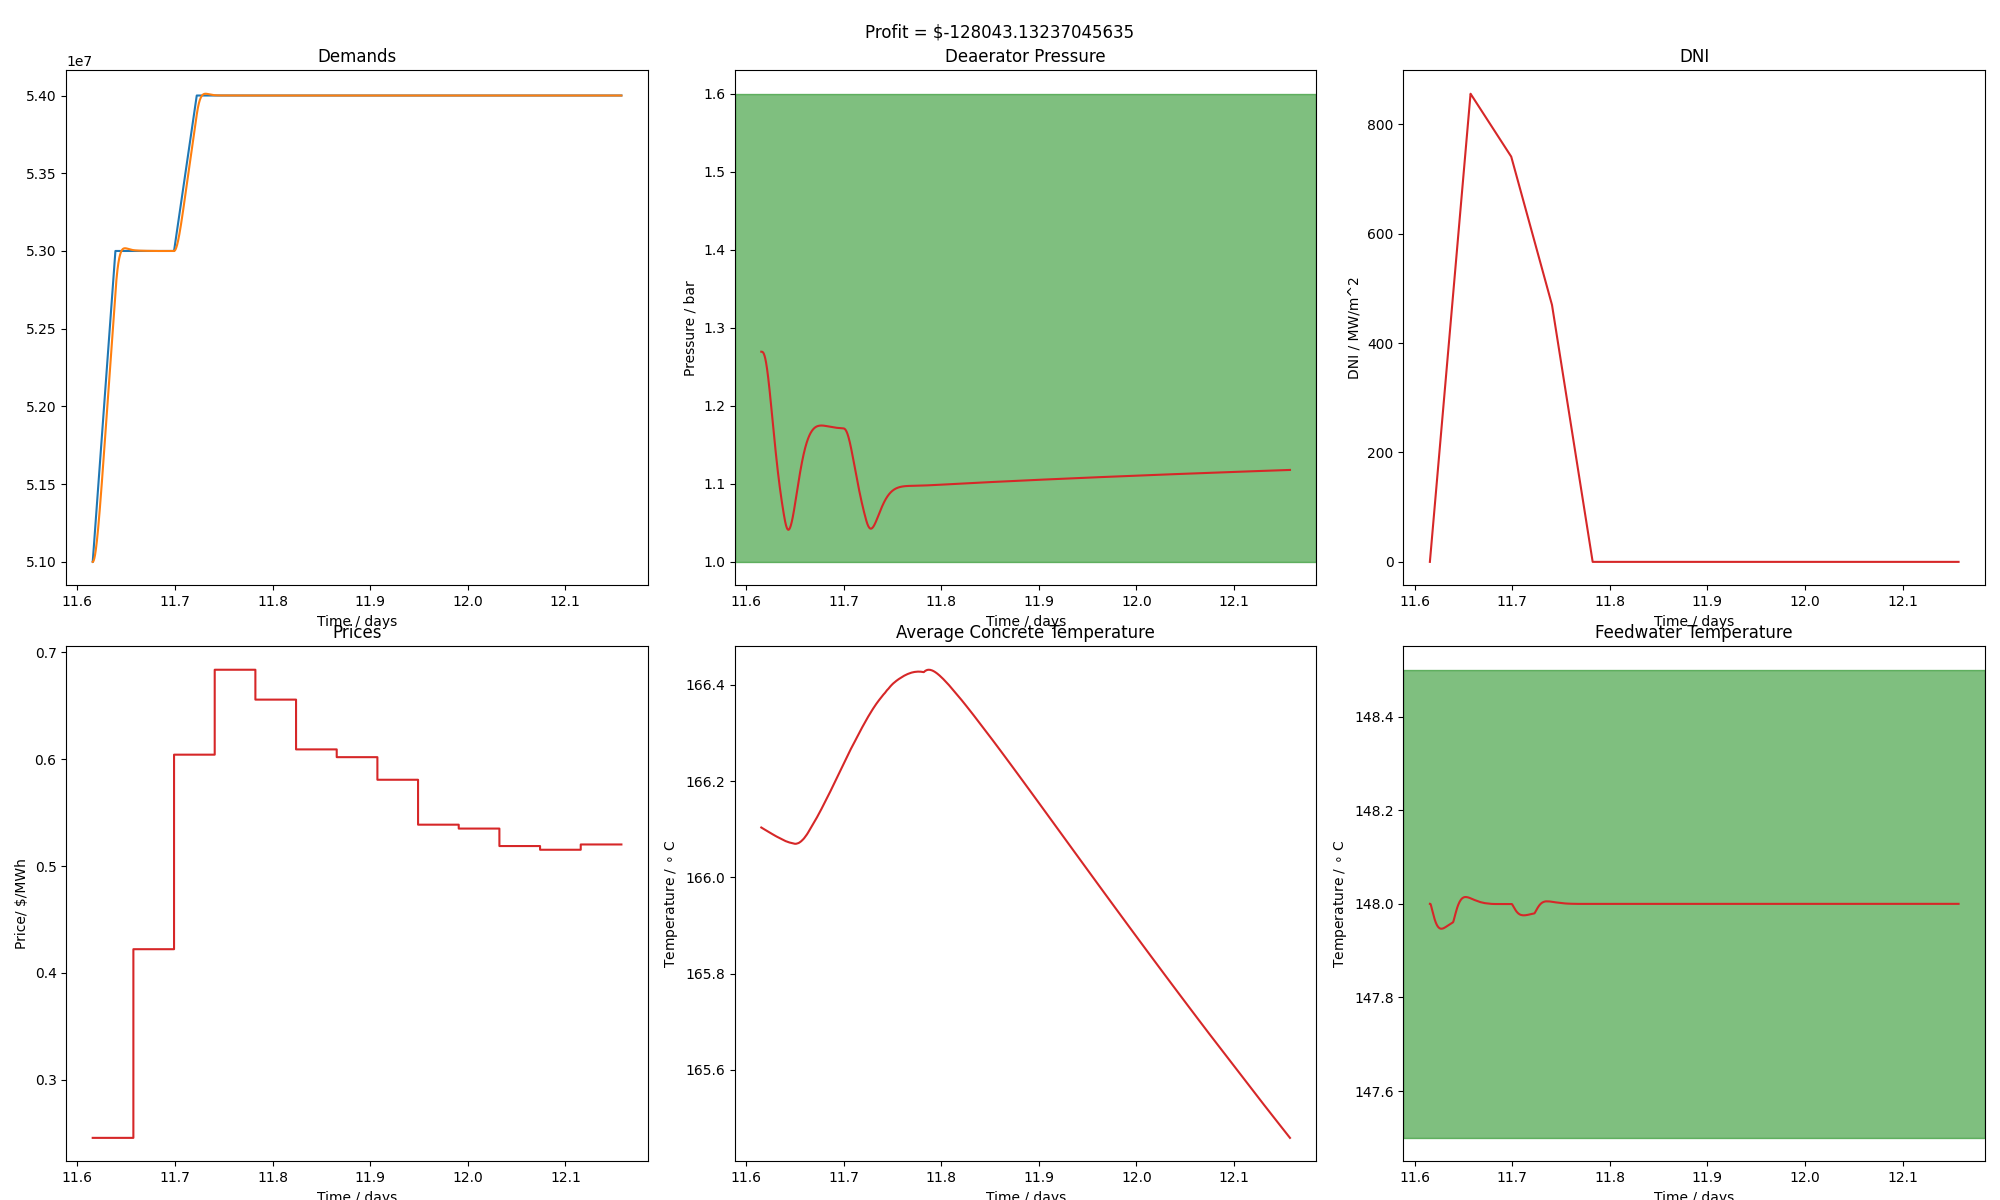 Profit = $-128043.13237045635
Demands
1e7
5.40
5.35
5.30
5.25
5.20
5.15
5.10
11.6 11.7 11.8 11.9 12.0 12.1
Time / days
Deaerator Pressure
Pressure / bar
1.6
1.5
1.4
1.3
1.2
1.1
1.0
11.6 11.7 11.8 11.9 12.0 12.1
Time / days
DNI
DNI / MW/m^2
800
600
400
200
0
11.6 11.7 11.8 11.9 12.0 12.1
Time / days
Prices
Price/ $/MWh
0.7
0.6
0.5
0.4
0.3
11.6 11.7 11.8 11.9 12.0 12.1
Time / days
Average Concrete Temperature
Temperature / ∘ C
166.4
166.2
166.0
165.8
165.6
11.6 11.7 11.8 11.9 12.0 12.1
Time / days
Feedwater Temperature
Temperature / ∘ C
148.4
148.2
148.0
147.8
147.6
11.6 11.7 11.8 11.9 12.0 12.1
Time / days